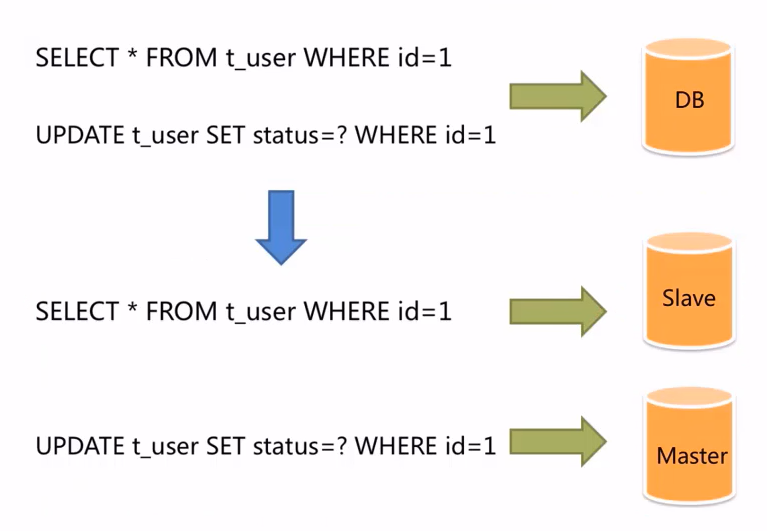 SELECT * FROM t_user WHERE id=1
DB
UPDATE t_user SET status=? WHERE id=1
SELECT * FROM t_user WHERE id=1
Slave
UPDATE t_user SET status=? WHERE id=1
Master